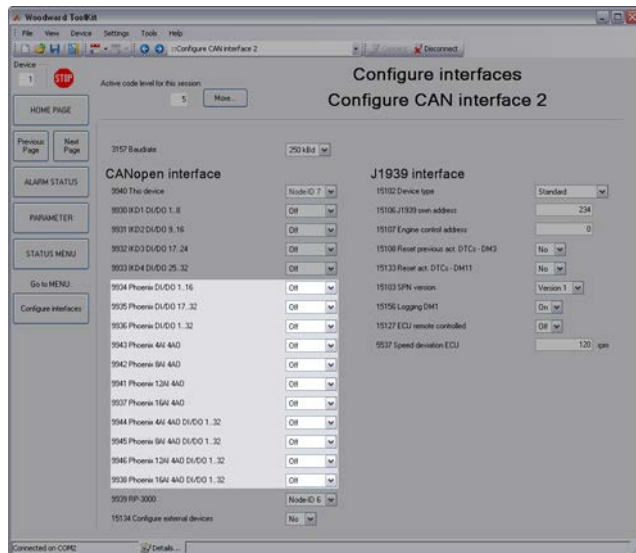 Woodward ToolKit
File View Device Settings Tools Help
::Configure CAN interface 2
Connect Disconnect
Device
1 STOP
Active code level for this session:
5 More...
Configure interfaces
Configure CAN interface 2
HOME PAGE
Previous Page
Next Page
ALARM STATUS
PARAMETER
STATUS MENU
Go to MENU:
Configure interfaces
3157 Baudrate 250 kBd
CANopen interface
9940 This device Node-ID 7
9930 IKD1 DI/DO 1..8 Off
9931 IKD2 DI/DO 9..16 Off
9932 IKD3 DI/DO 17..24 Off
9933 IKD4 DI/DO 25..32 Off
9934 Phoenix DI/DO 1..16 Off
9935 Phoenix DI/DO 17..32 Off
9936 Phoenix DI/DO 1..32 Off
9943 Phoenix 4AI 4AO Off
9942 Phoenix 8AI 4AO Off
9941 Phoenix 12AI 4AO Off
9937 Phoenix 16AI 4AO Off
9944 Phoenix 4AI 4AO DI/DO 1..32 Off
9945 Phoenix 8AI 4AO DI/DO 1..32 Off
9946 Phoenix 12AI 4AO DI/DO 1..32 Off
9938 Phoenix 16AI 4AO DI/DO 1..32 Off
9939 RP-3000 Node-ID 6
15134 Configure external devices No
J1939 interface
15102 Device type Standard
15106 J1939 own address 234
15107 Engine control address 0
15108 Reset previous act. DTCs - DM3 No
15133 Reset act. DTCs - DM11 No
15103 SPN version Version 1
15156 Logging DM1 On
15127 ECU remote controlled Off
5537 Speed deviation ECU 120 rpm
Connected on COM2 Details...